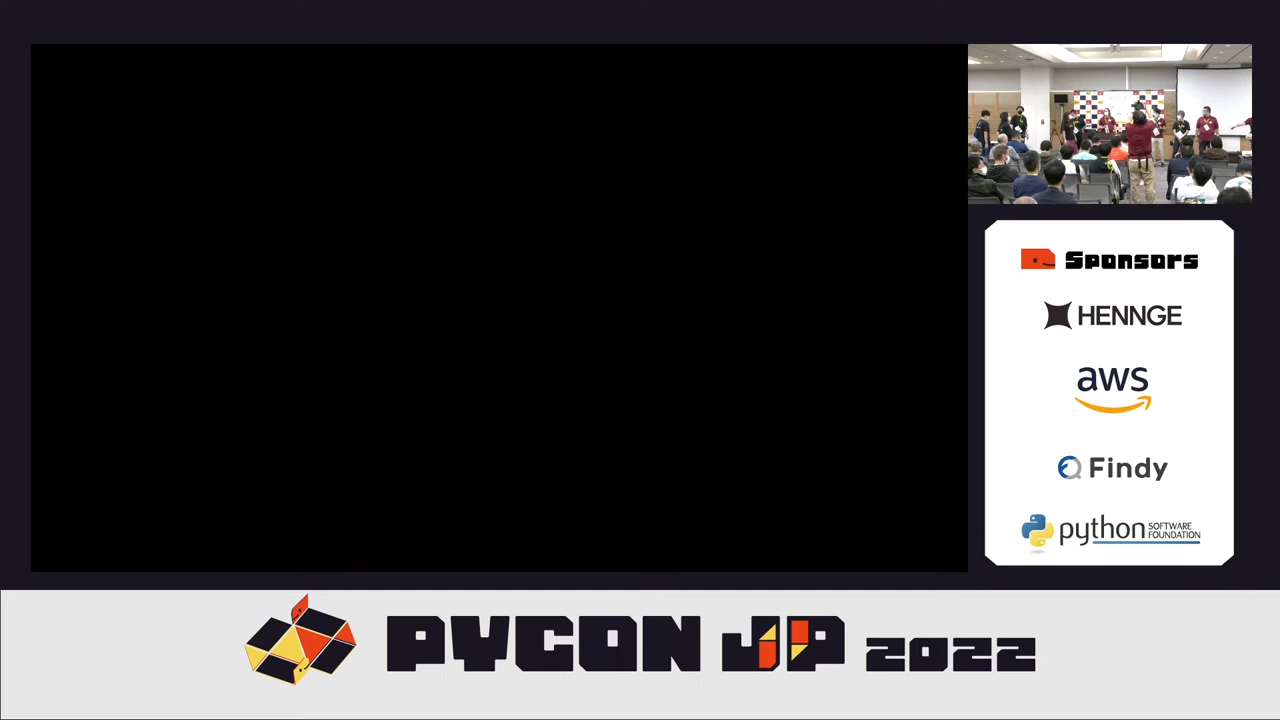 Sponsors
HENNGE
aws
Findy
python SOFTWARE FOUNDATION
PYCON JP 2022